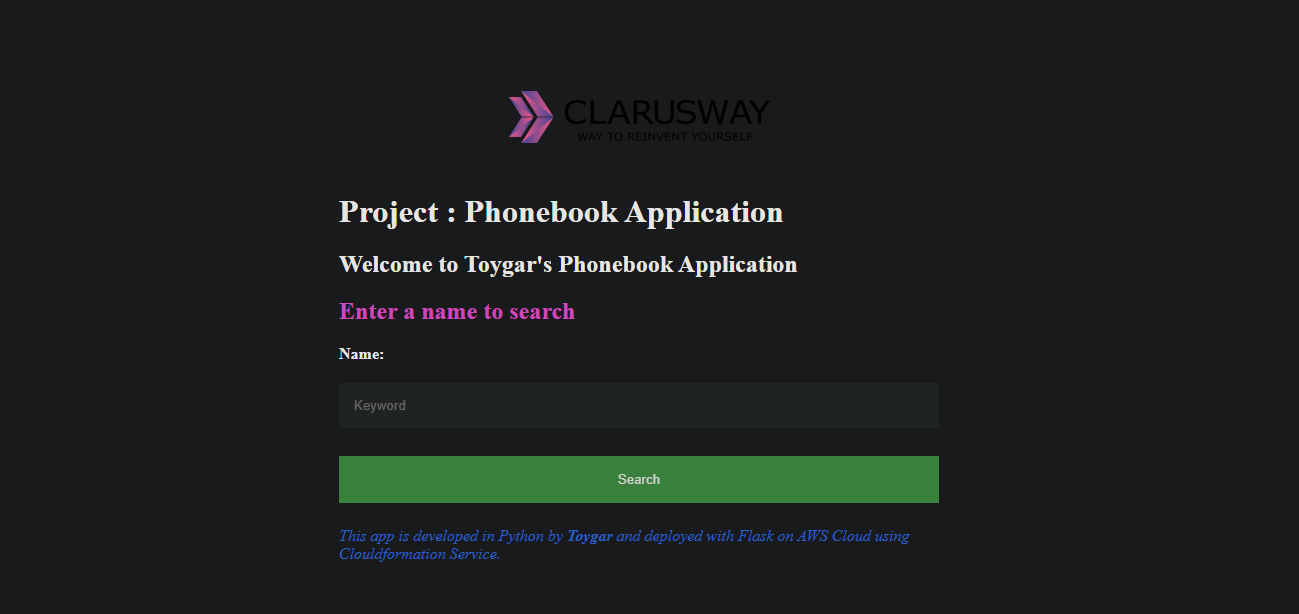 CLARUSWAY
WAY TO REINVENT YOURSELF
Project : Phonebook Application
Welcome to Toygar's Phonebook Application
Enter a name to search
Name:
Keyword
Search
This app is developed in Python by Toygar and deployed with Flask on AWS Cloud using
Clouldformation Service.